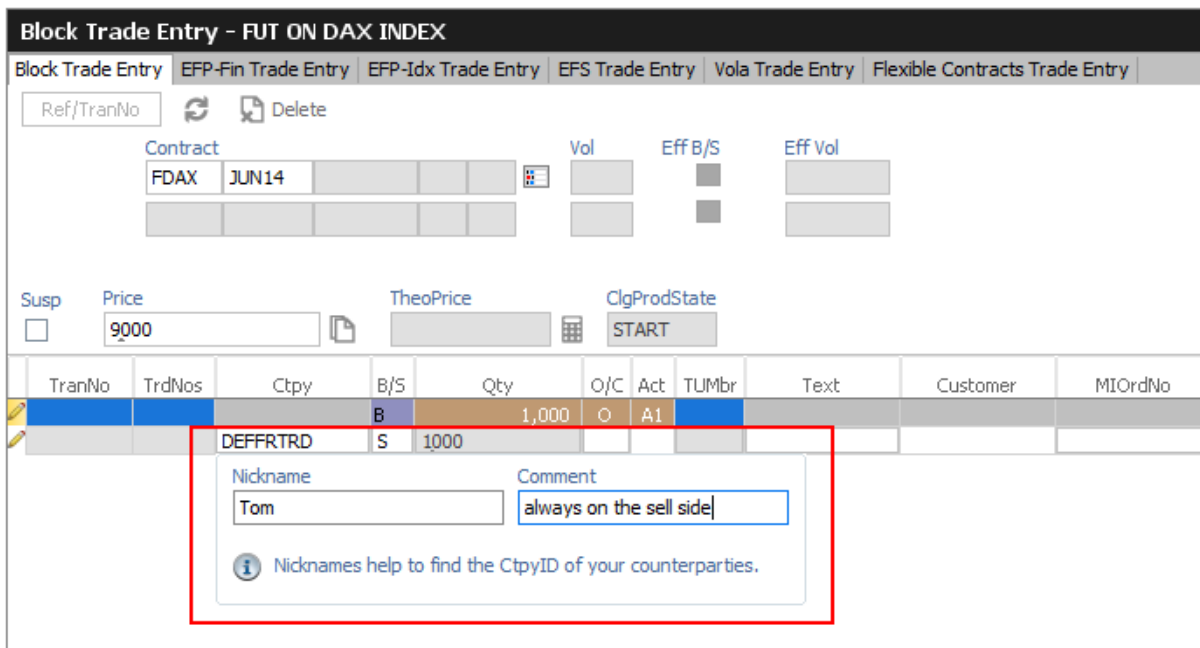 Block Trade Entry - FUT ON DAX INDEX
Block Trade Entry EFP-Fin Trade Entry EFP-Idx Trade Entry EFS Trade Entry Vola Trade Entry Flexible Contracts Trade Entry
Ref/TranNo Delete
Contract Vol Eff B/S Eff Vol
FDAX JUN14
Susp Price TheoPrice ClgProdState
9000 START
TranNo TrdNos Ctpy B/S Qty O/C Act TUMbr Text Customer MIOrdNo
B 1,000 O A1
DEFFRTRD S 1000
Nickname Comment
Tom always on the sell side
Nicknames help to find the CtpyID of your counterparties.